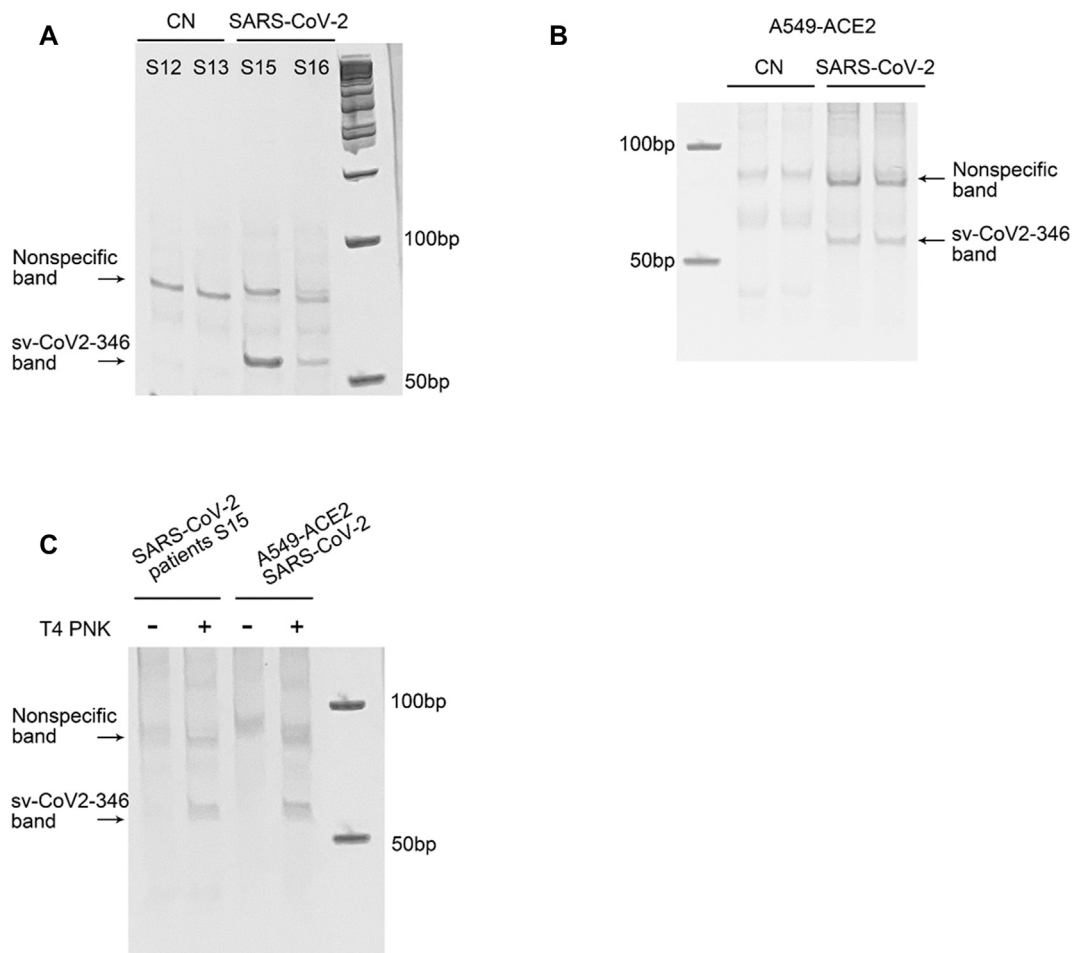 A
CN SARS-CoV-2
S12 S13 S15 S16
Nonspecific
band
sv-CoV2-346
band
100bp
50bp
B
A549-ACE2
CN SARS-CoV-2
100bp
50bp
Nonspecific
band
sv-CoV2-346
band
C
SARS-CoV-2
patients S15
A549-ACE2
SARS-CoV-2
T4 PNK - + - +
Nonspecific
band
sv-CoV2-346
band
100bp
50bp